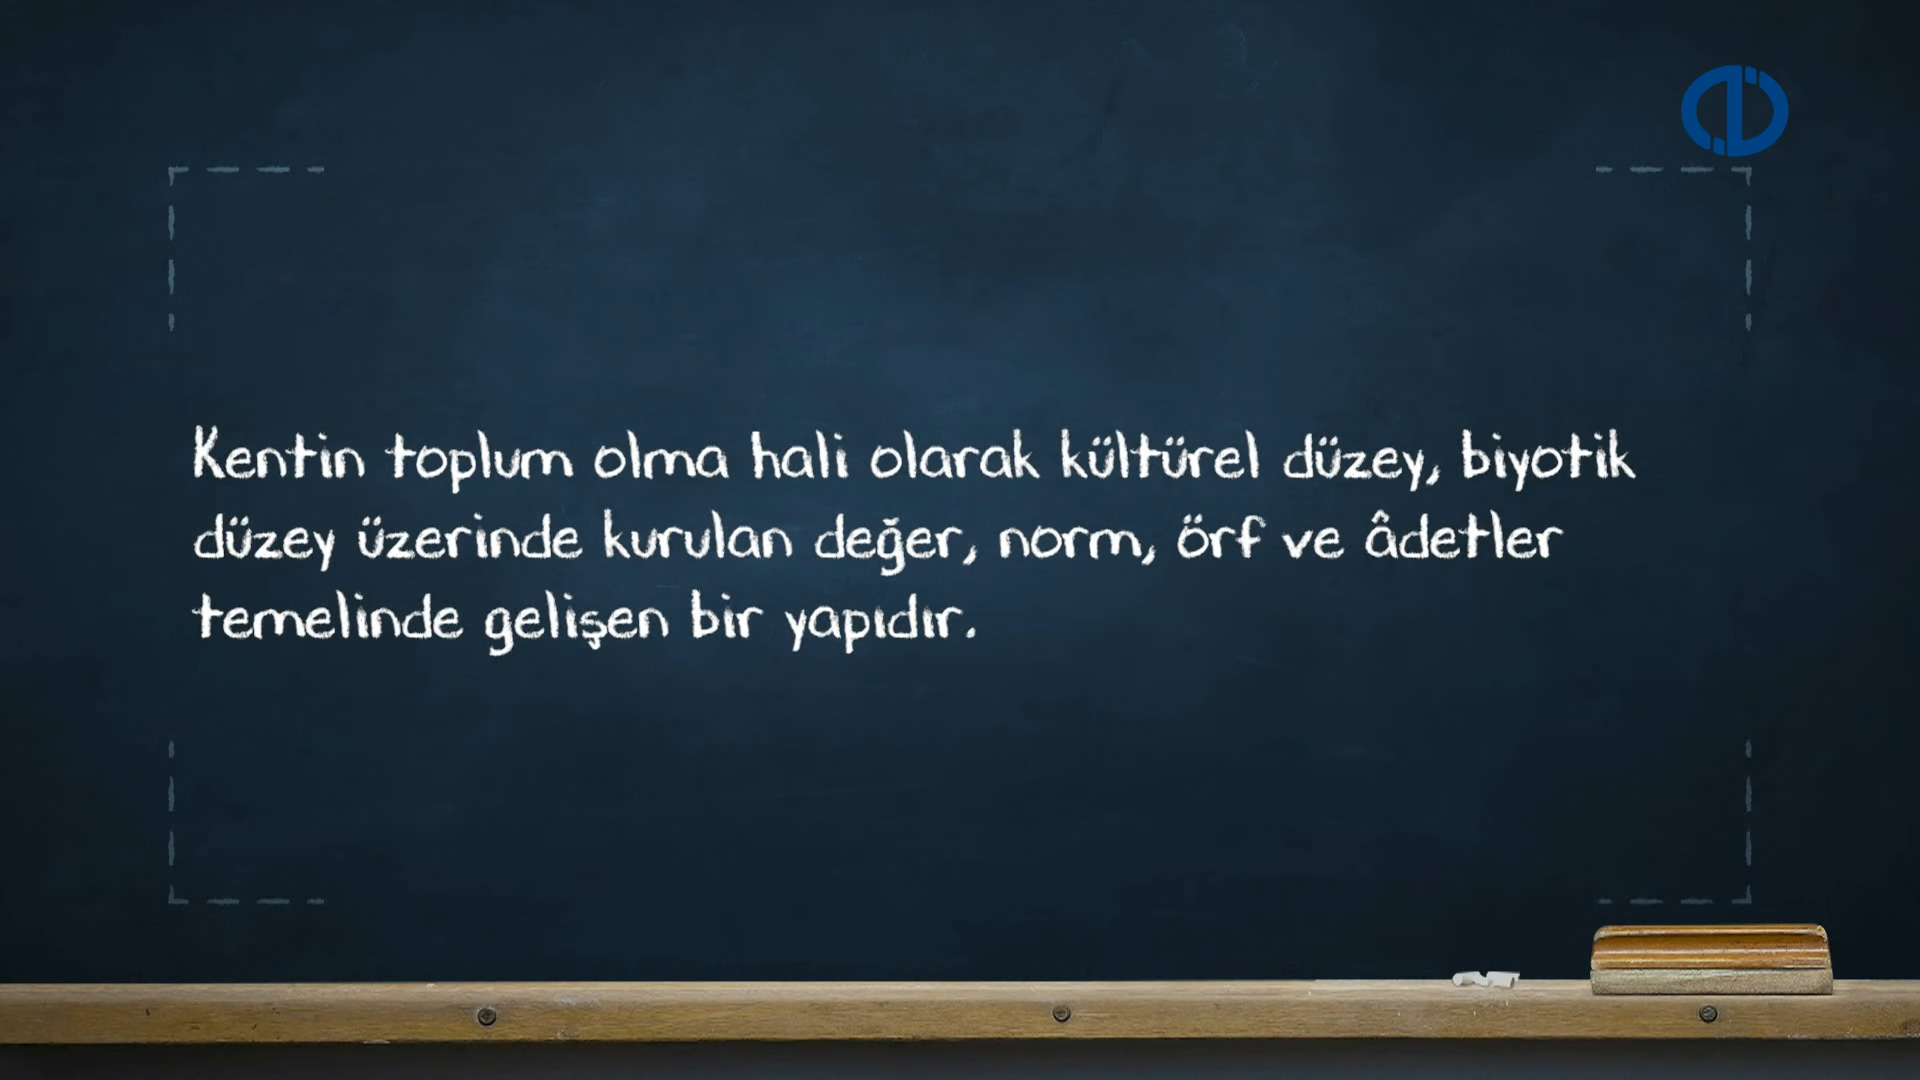 Kentin toplum olma hali olarak kültürel düzey, biyotik
düzey üzerinde kurulan değer, norm, örf ve âdetler
temelinde gelişen bir yapıdır.